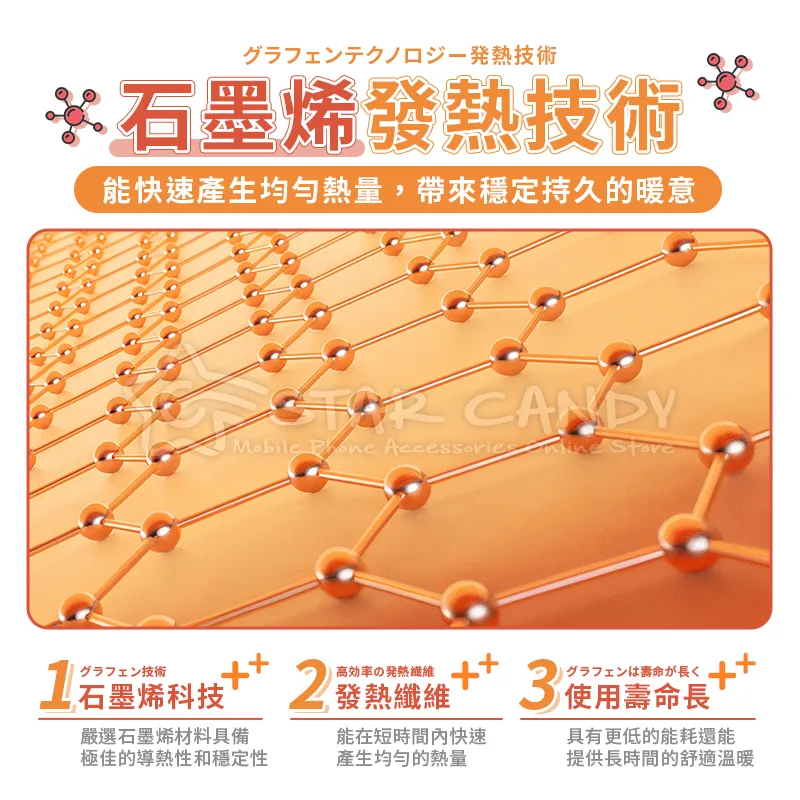 グラフェンテクノロジー発熱技術
石墨烯發熱技術
能快速產生均勻熱量，帶來穩定持久的暖意
STAR CANDY
Mobile Phone Accessories Online Store
1 グラフェン技術
石墨烯科技
嚴選石墨烯材料具備
極佳的導熱性和穩定性
2 高効率の発熱繊維
發熱纖維
能在短時間內快速
產生均勻的熱量
3 グラフェンは壽命が長く
使用壽命長
具有更低的能耗還能
提供長時間的舒適溫暖